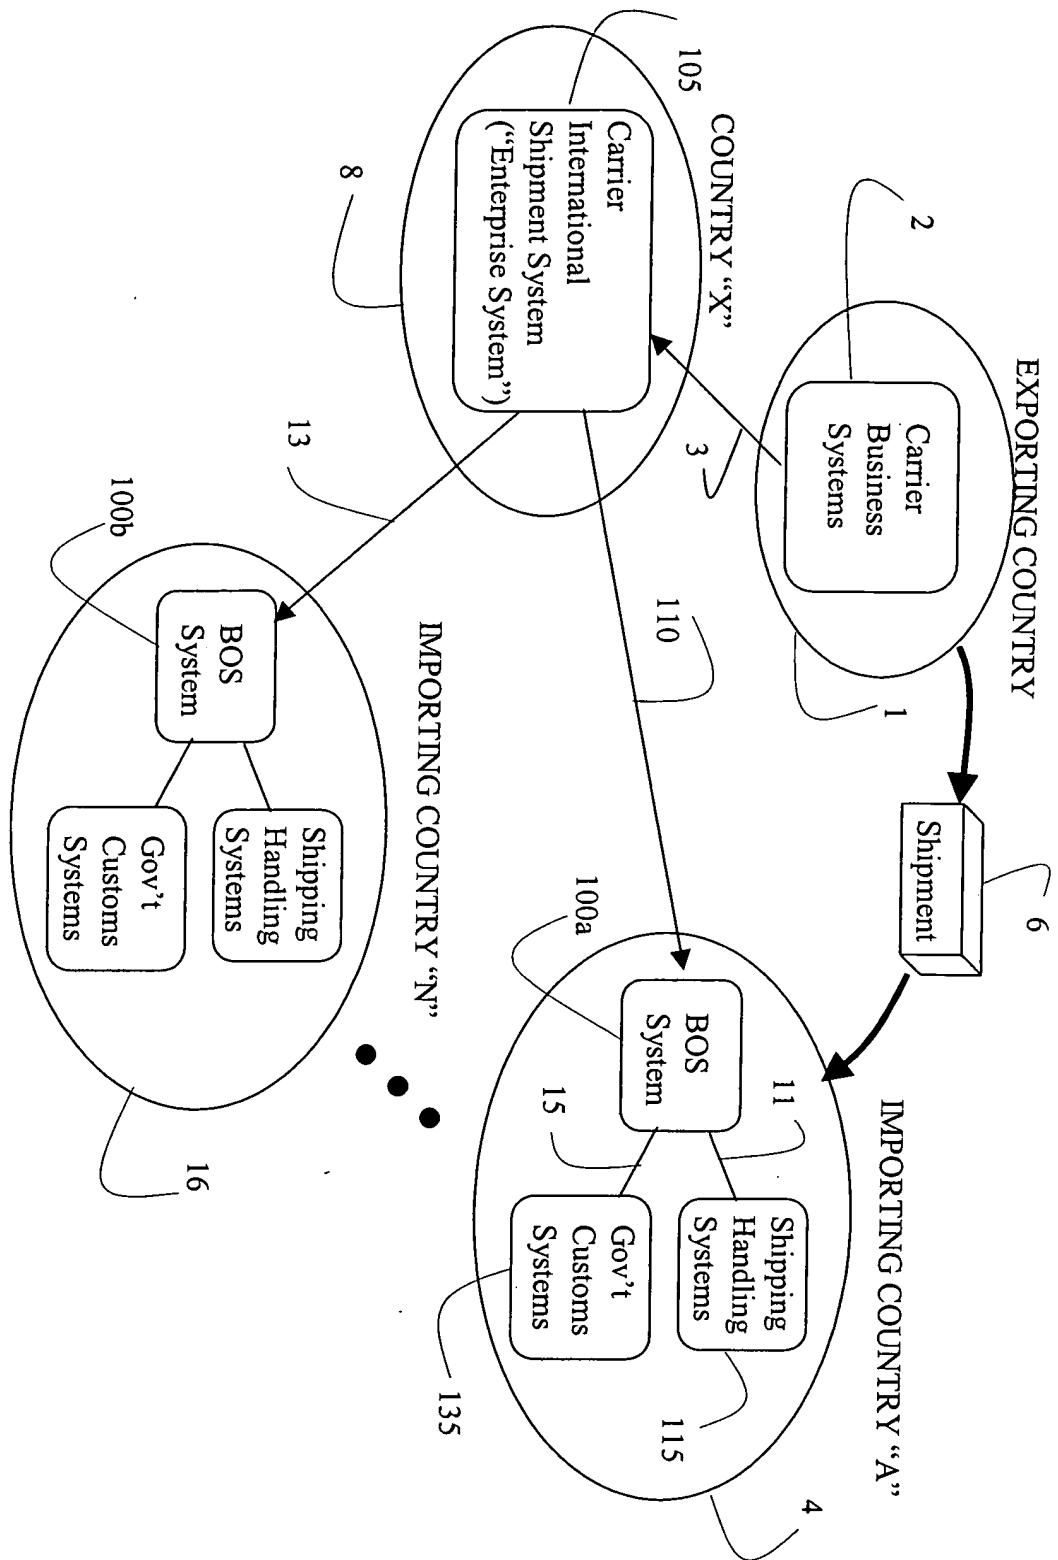 EXPORTING COUNTRY
Carrier
Business
Systems
2
1
3
Shipment
6
COUNTRY “X”
Carrier
International
Shipment System
(“Enterprise System”)
105
8
110
13
IMPORTING COUNTRY “A”
BOS
System
100a
11
15
Shipping
Handling
Systems
115
Gov’t
Customs
Systems
135
4
IMPORTING COUNTRY “N”
BOS
System
100b
Shipping
Handling
Systems
Gov’t
Customs
Systems
16